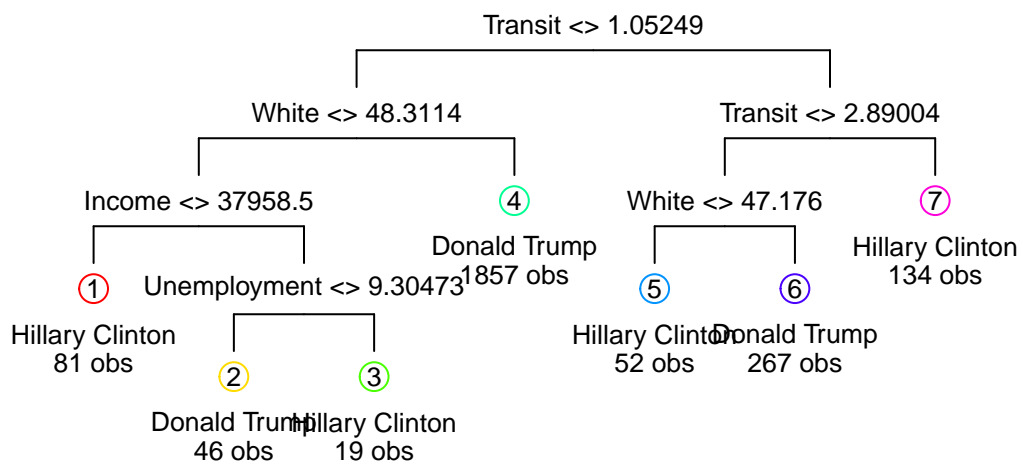 Transit <> 1.05249
White <> 48.3114
Transit <> 2.89004
Income <> 37958.5
4
White <> 47.176
7
Donald Trump
1857 obs
Hillary Clinton
134 obs
1
Unemployment <> 9.30473
5
6
Hillary Clinton
81 obs
Hillary Clinton
52 obs
Donald Trump
267 obs
2
3
Donald Trump
46 obs
Hillary Clinton
19 obs